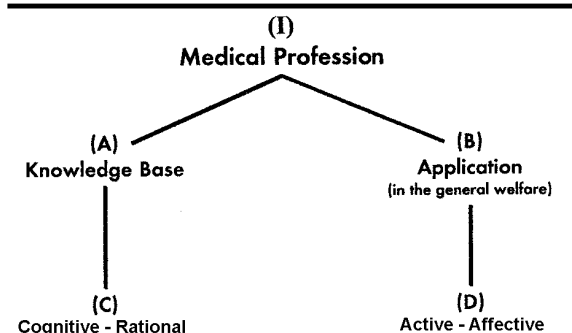 (I)
Medical Profession
(A)
Knowledge Base
(B)
Application
(in the general welfare)
(C)
Cognitive - Rational
(D)
Active - Affective